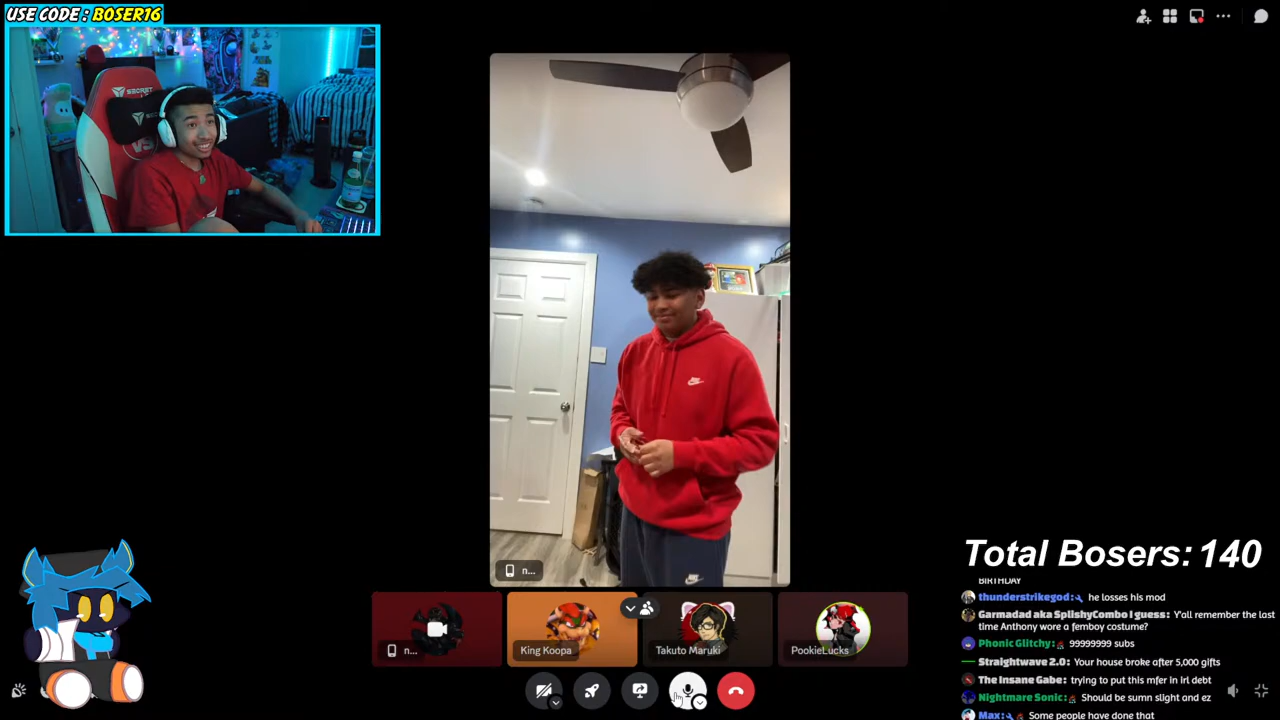 USE CODE : BOSER16
SECRET
n...
n...
King Koopa
Takuto Maruki
PookieLucks
Total Bosers: 140
BIRTHDAY
thunderstrikegod: he losses his mod
Garmadad aka SplishyCombo I guess: Y'all remember the last
time Anthony wore a femboy costume?
Phonic Glitchy: 99999999 subs
Straightwave 2.0: Your house broke after 5,000 gifts
The Insane Gabe: trying to put this mfer in irl debt
Nightmare Sonic: Should be sumn slight and ez
Max: Some people have done that